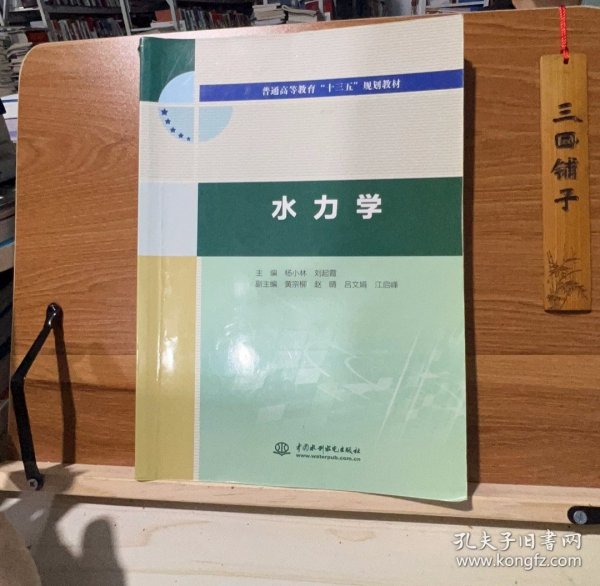 普通高等教育“十三五”规划教材
水力学
主 编 杨小林 刘起霞
副主编 黄宗柳 赵 晴 吕文娟 江启峰
中国水利水电出版社
www.waterpub.com.cn
三回铺子
孔夫子旧书网
www.kongfz.com